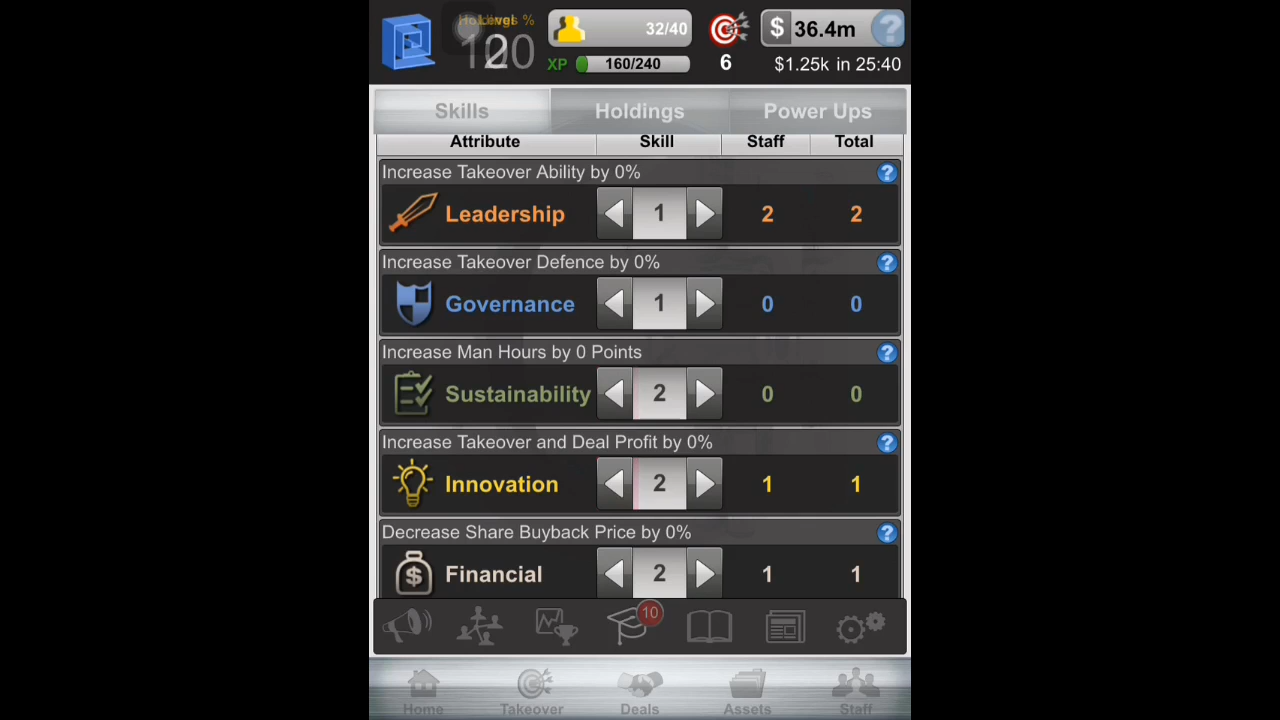 32/40
$ 36.4m ?
XP 160/240
6
$1.25k in 25:40
Skills Holdings Power Ups
Attribute Skill Staff Total
Increase Takeover Ability by 0% ?
Leadership 1 2 2
Increase Takeover Defence by 0% ?
Governance 1 0 0
Increase Man Hours by 0 Points ?
Sustainability 2 0 0
Increase Takeover and Deal Profit by 0% ?
Innovation 2 1 1
Decrease Share Buyback Price by 0% ?
$ Financial 2 1 1
10
Home Takeover Deals Assets Staff